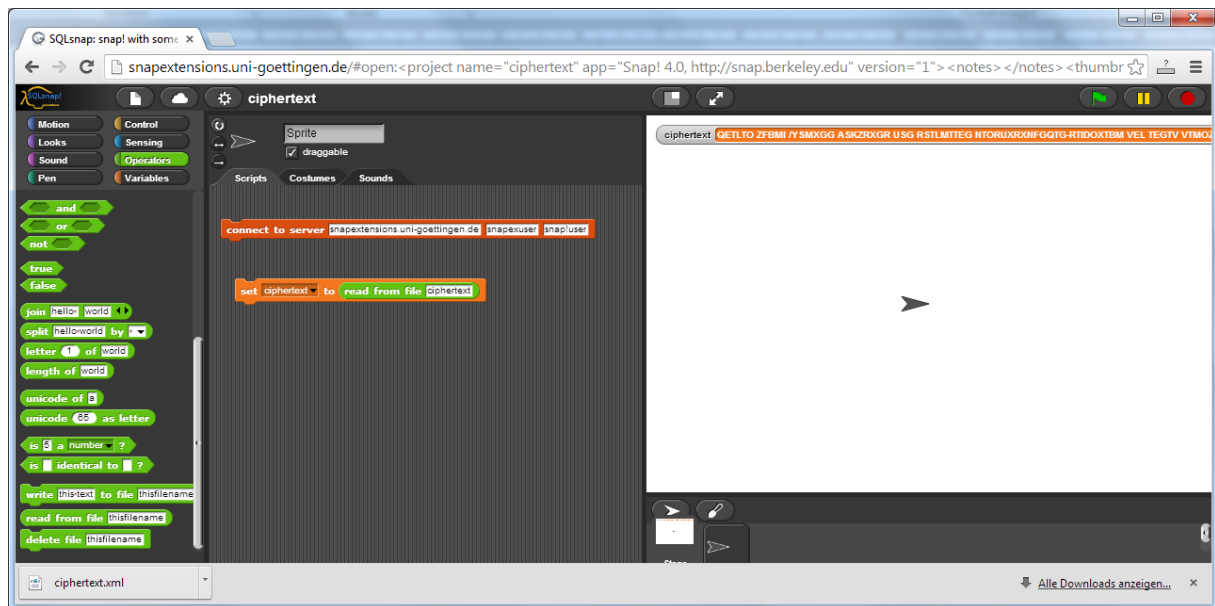 SQLsnap: snap! with some
snapextensions.uni-goettingen.de/#open:<project name="ciphertext" app="Snap! 4.0, http://snap.berkeley.edu" version="1"><notes></notes><thumbr
SQLsnap!
ciphertext
Motion Control
Looks Sensing
Sound Operators
Pen Variables
and
or
not
true
false
join hello world
split hello world by
letter 1 of world
length of world
unicode of a
unicode 65 as letter
is 5 a number ?
is identical to ?
write this text to file thisfilename
read from file thisfilename
delete file thisfilename
Sprite
draggable
Scripts Costumes Sounds
connect to server snapextensions.uni-goettingen.de snapexuser snap!user
set ciphertext to read from file ciphertext
ciphertext QETLTO ZFBMI /YSMXGG ASKZRXGR USG RSTLMTTEG NTORUXRXNFGQTG-RTIDOXTBM VEL TEGTV VTMOZ
ciphertext.xml
Alle Downloads anzeigen...